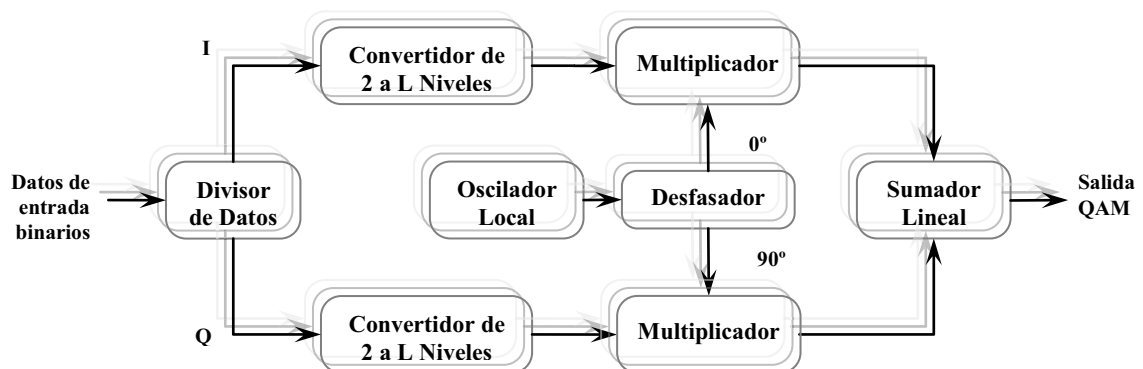 I
Convertidor de
2 a L Niveles
Multiplicador
0º
Datos de
entrada
binarios
Divisor
de Datos
Oscilador
Local
Desfasador
Sumador
Lineal
Salida
QAM
90º
Q
Convertidor de
2 a L Niveles
Multiplicador